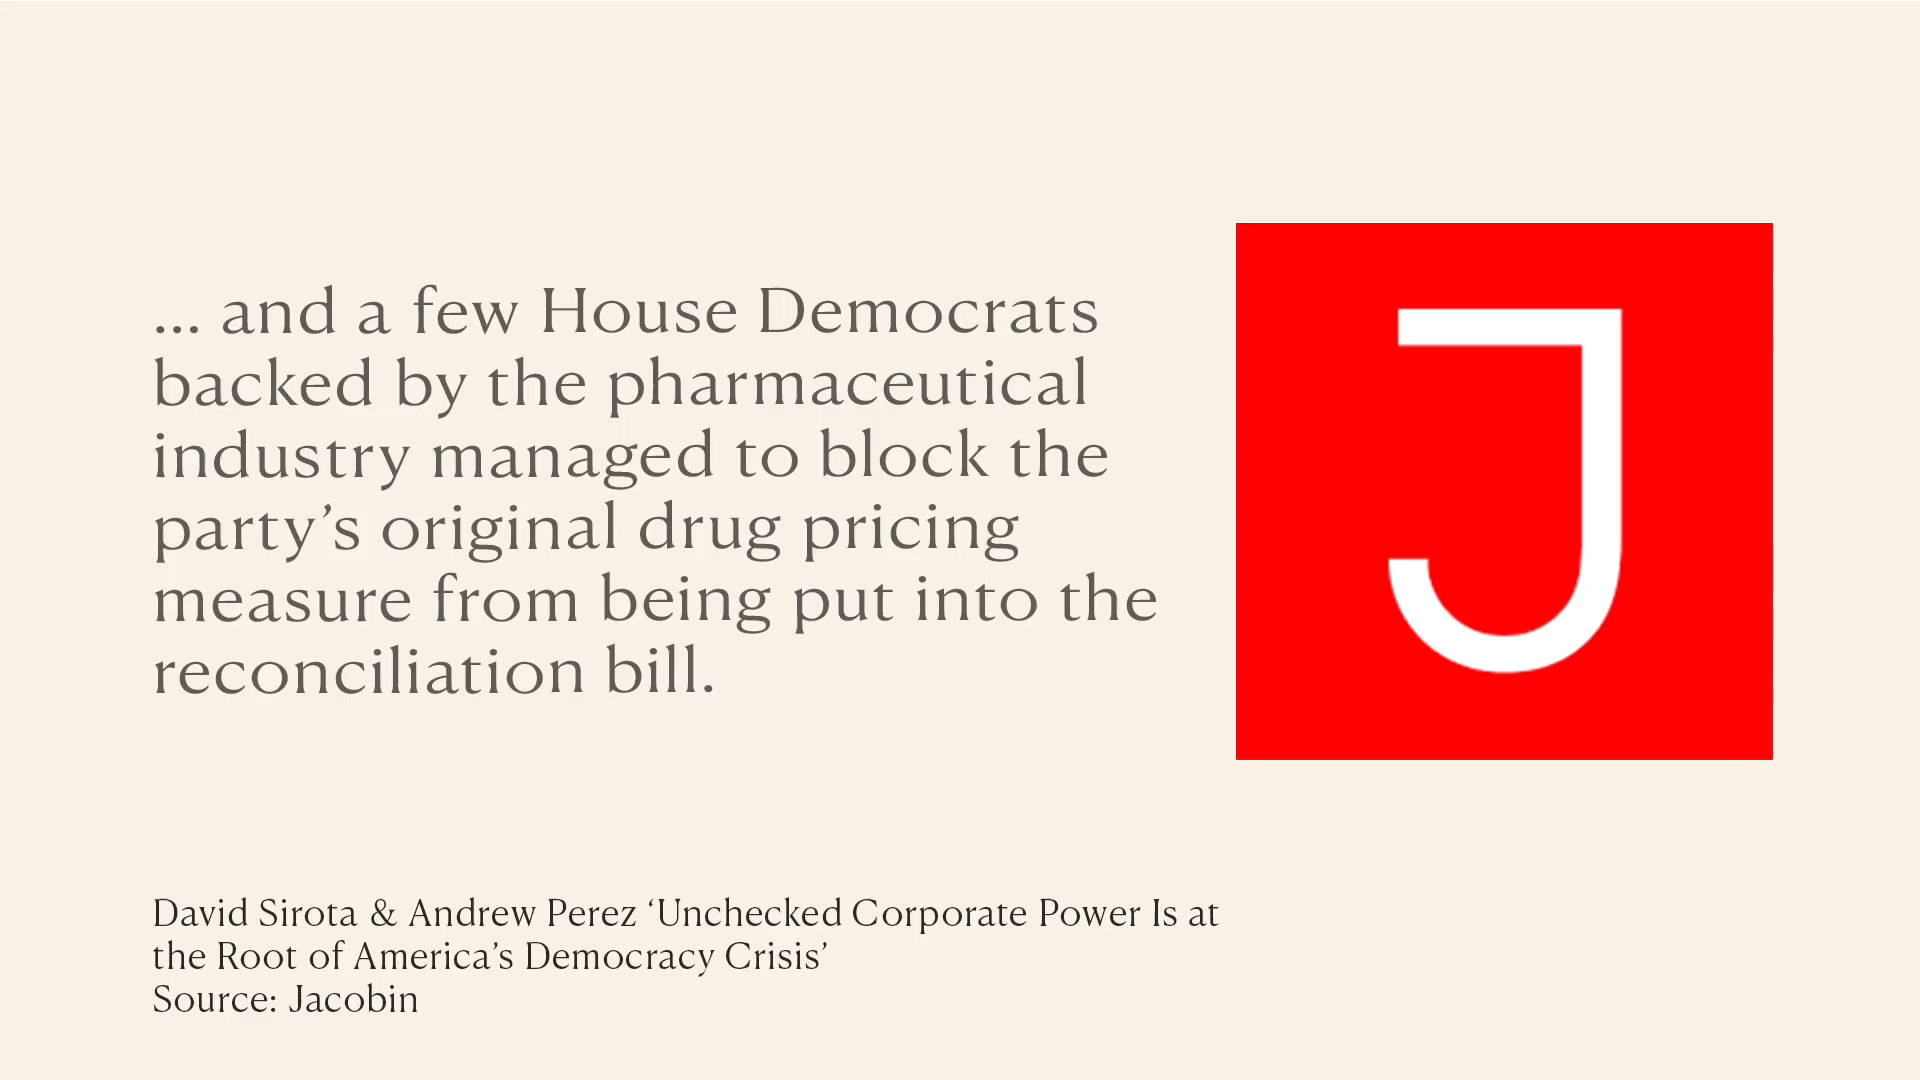 ... and a few House Democrats
backed by the pharmaceutical
industry managed to block the
party’s original drug pricing
measure from being put into the
reconciliation bill.
J
David Sirota & Andrew Perez ‘Unchecked Corporate Power Is at
the Root of America’s Democracy Crisis’
Source: Jacobin